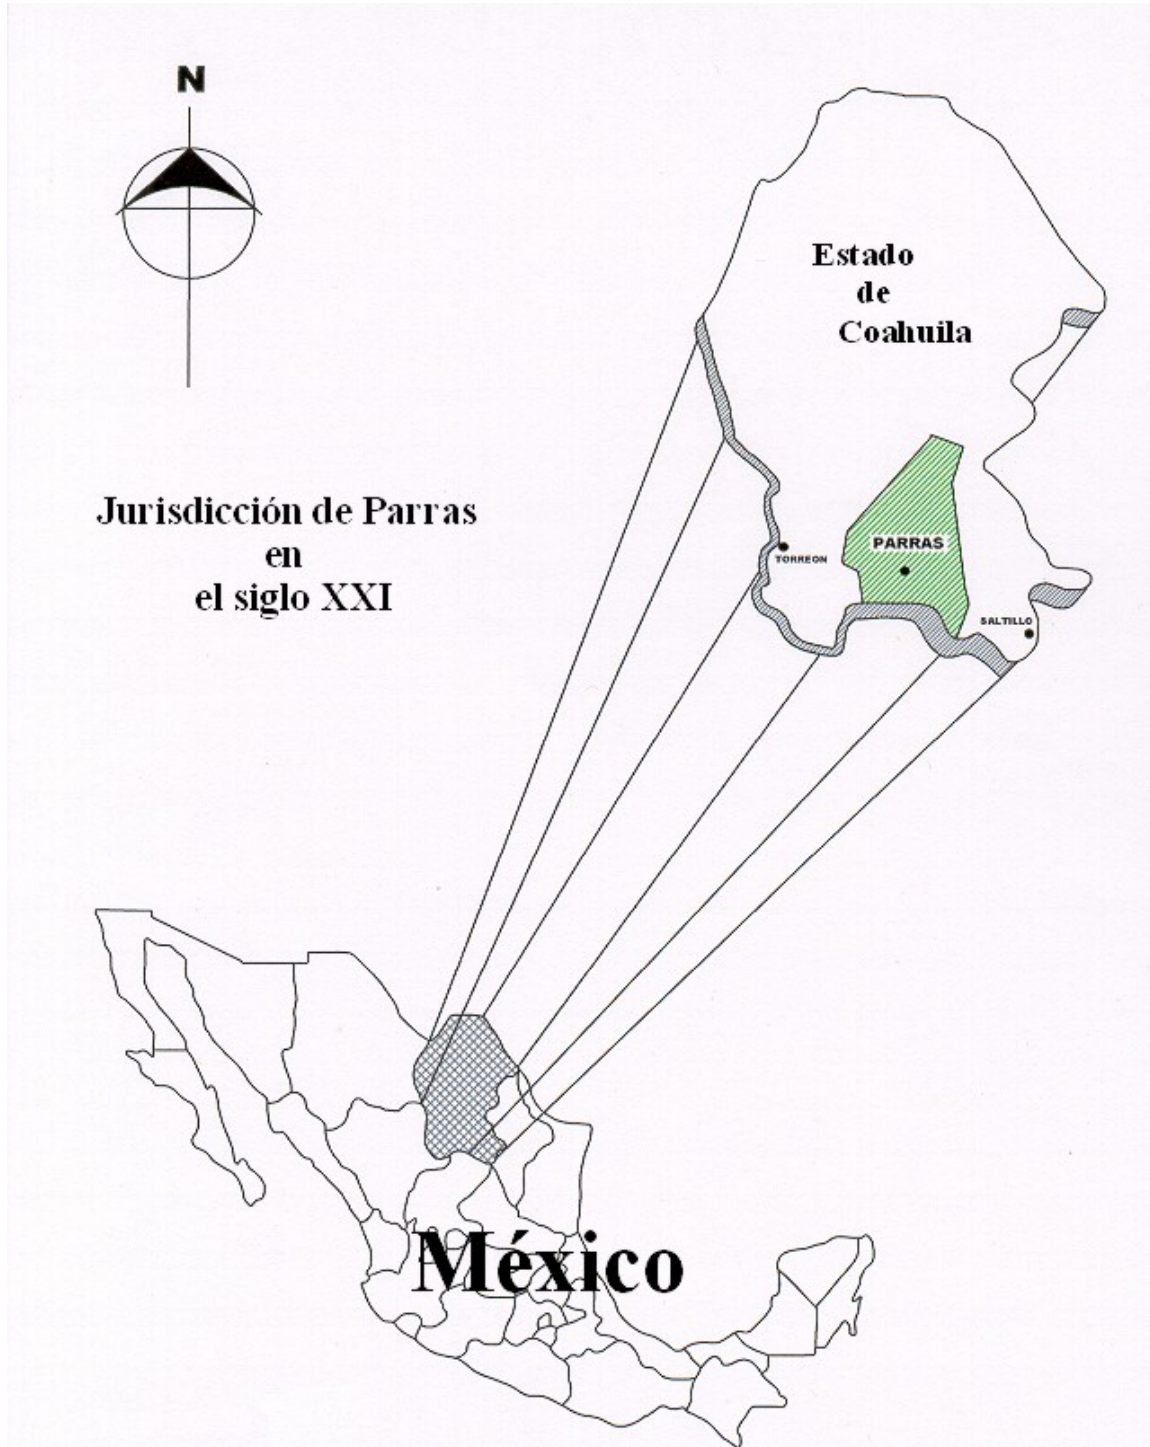 N
Estado
de
Coahuila
Jurisdicción de Parras
en
el siglo XXI
PARRAS
TORREON
SALTILLO
México